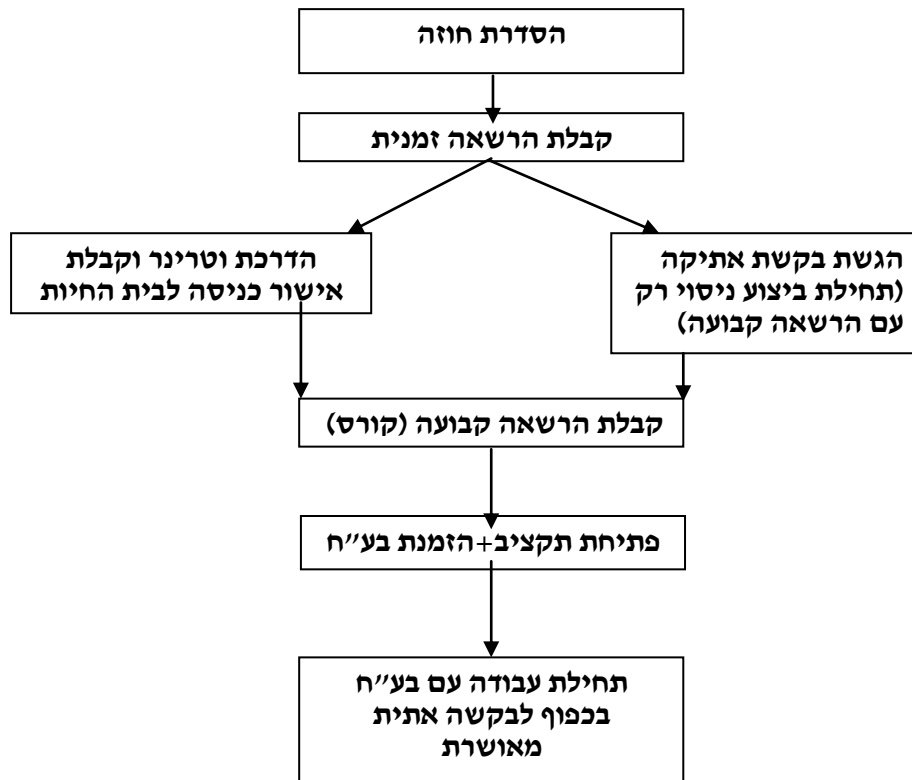 הסדרת חוזה
קבלת הרשאה זמנית
הגשת בקשת אתיקה
(תחילת ביצוע ניסוי רק
עם הרשאה קבועה)
הדרכת וטרינר וקבלת
אישור כניסה לבית החיות
קבלת הרשאה קבועה (קורס)
פתיחת תקציב+הזמנת בע״ח
תחילת עבודה עם בע״ח
בכפוף לבקשה אתית
מאושרת